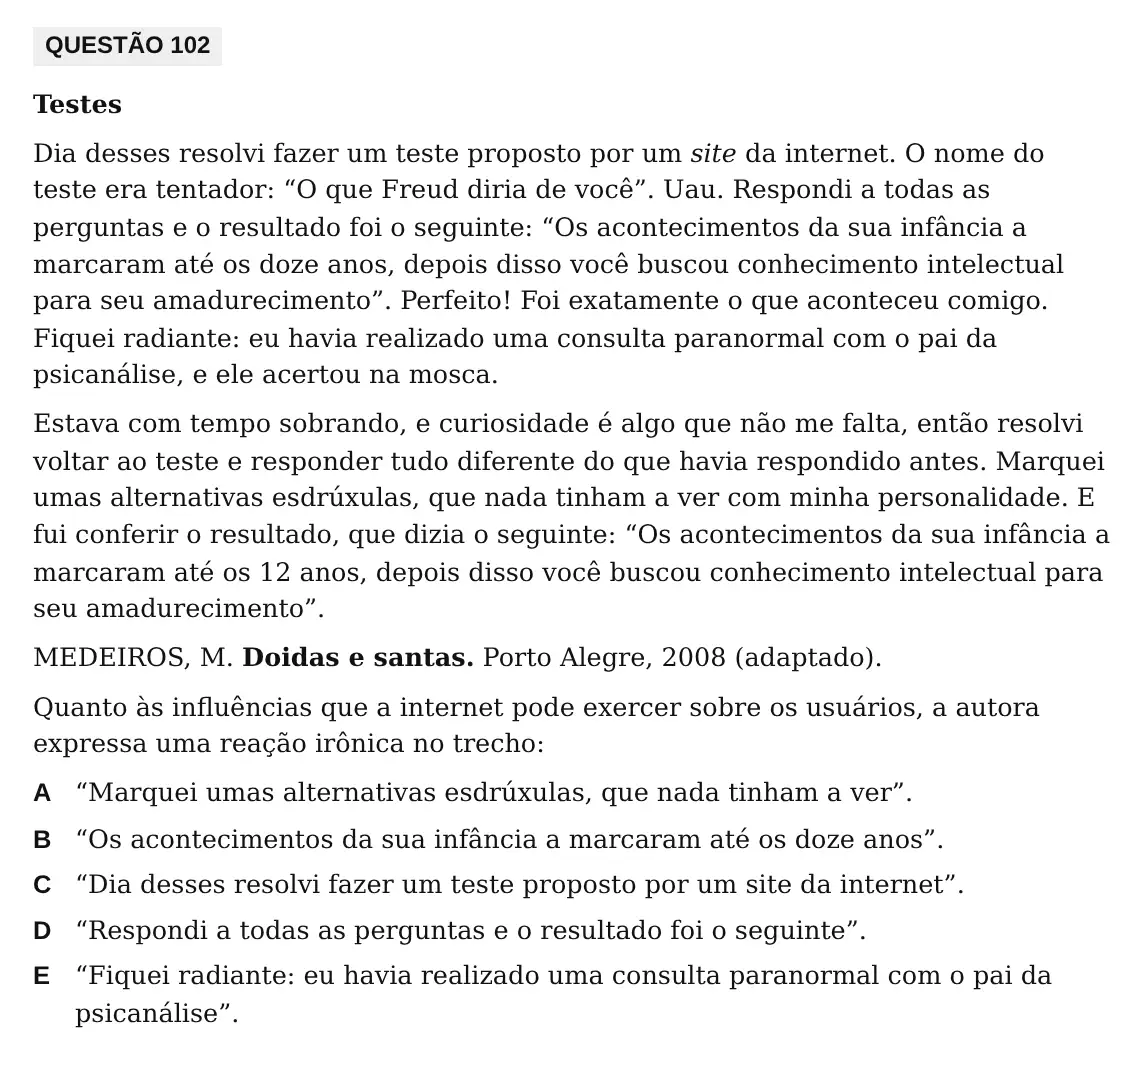 QUESTÃO 102
Testes
Dia desses resolvi fazer um teste proposto por um site da internet. O nome do
teste era tentador: “O que Freud diria de você”. Uau. Respondi a todas as
perguntas e o resultado foi o seguinte: “Os acontecimentos da sua infância a
marcaram até os doze anos, depois disso você buscou conhecimento intelectual
para seu amadurecimento”. Perfeito! Foi exatamente o que aconteceu comigo.
Fiquei radiante: eu havia realizado uma consulta paranormal com o pai da
psicanálise, e ele acertou na mosca.
Estava com tempo sobrando, e curiosidade é algo que não me falta, então resolvi
voltar ao teste e responder tudo diferente do que havia respondido antes. Marquei
umas alternativas esdrúxulas, que nada tinham a ver com minha personalidade. E
fui conferir o resultado, que dizia o seguinte: “Os acontecimentos da sua infância a
marcaram até os 12 anos, depois disso você buscou conhecimento intelectual para
seu amadurecimento”.
MEDEIROS, M. Doidas e santas. Porto Alegre, 2008 (adaptado).
Quanto às influências que a internet pode exercer sobre os usuários, a autora
expressa uma reação irônica no trecho:
A “Marquei umas alternativas esdrúxulas, que nada tinham a ver”.
B “Os acontecimentos da sua infância a marcaram até os doze anos”.
C “Dia desses resolvi fazer um teste proposto por um site da internet”.
D “Respondi a todas as perguntas e o resultado foi o seguinte”.
E “Fiquei radiante: eu havia realizado uma consulta paranormal com o pai da
psicanálise”.